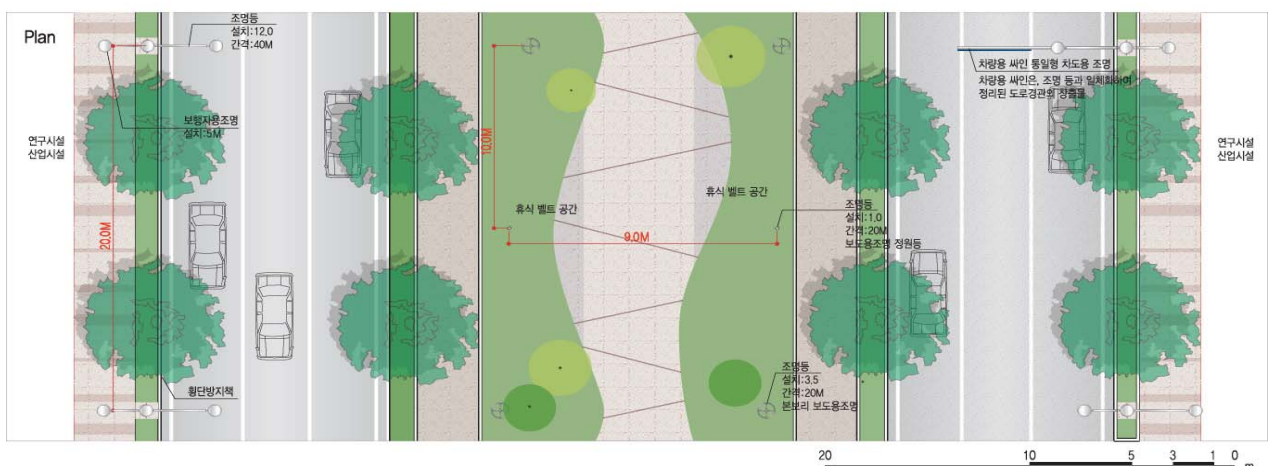 Plan
조명등
설치:12.0
간격:40M
보행자용조명
설치:5M
연구시설
산업시설
20.0M
횡단방지책
10.0M
휴식 벨트 공간
9.0M
휴식 벨트 공간
조명등
설치:1.0
간격:20M
보도용조명 정원등
조명등
설치:3.5
간격:20M
본보리 보도용조명
차량용 싸인 통일형 차도용 조명
차량용 싸인은, 조명 등과 일체화하여
정리된 도로경관의 창출을
연구시설
산업시설
20 10 5 3 1 0
m